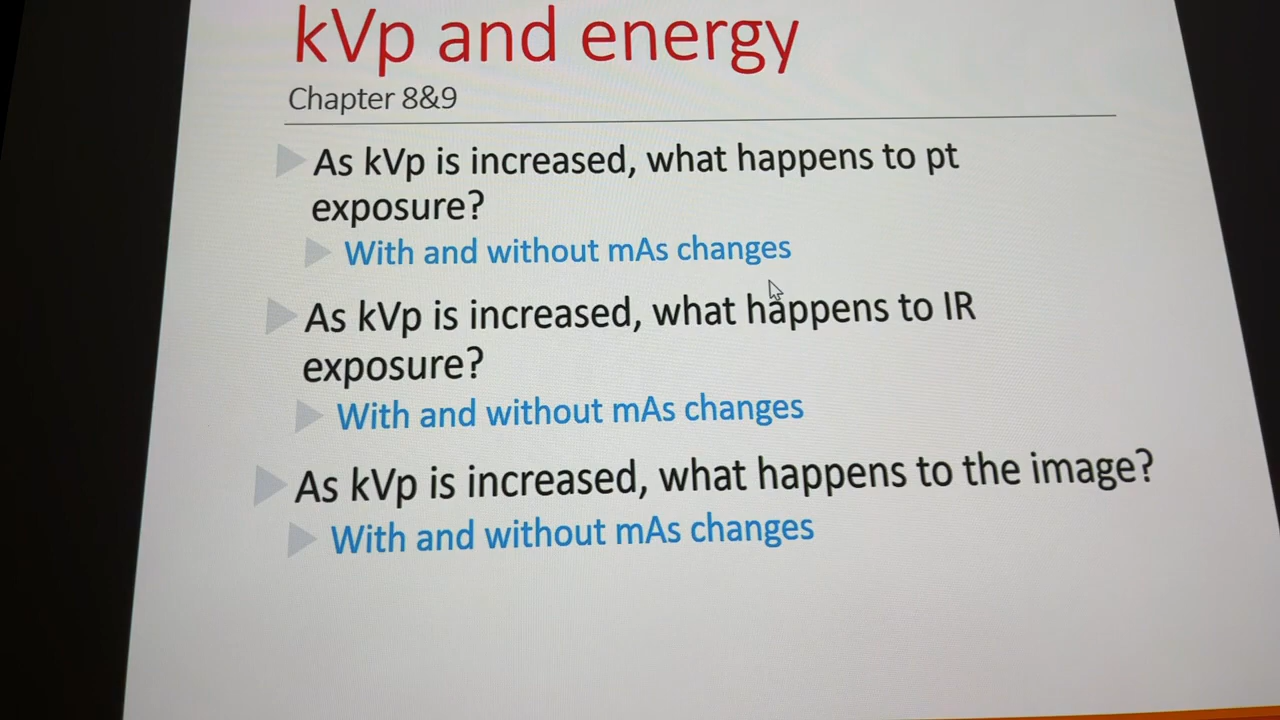 kVp and energy
Chapter 8&9
As kVp is increased, what happens to pt
exposure?
With and without mAs changes
As kVp is increased, what happens to IR
exposure?
With and without mAs changes
As kVp is increased, what happens to the image?
With and without mAs changes